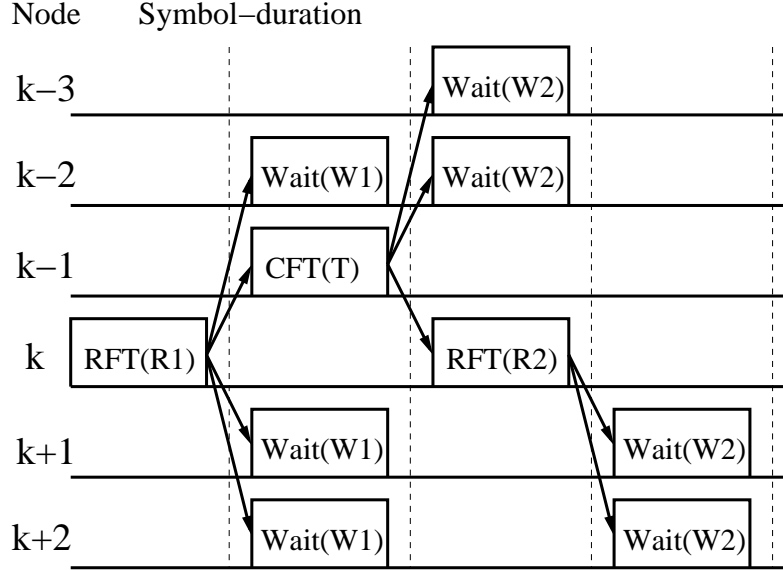 Node Symbol−duration
k−3 Wait(W2)
k−2 Wait(W1) Wait(W2)
k−1 CFT(T)
k RFT(R1) RFT(R2)
k+1 Wait(W1) Wait(W2)
k+2 Wait(W1) Wait(W2)